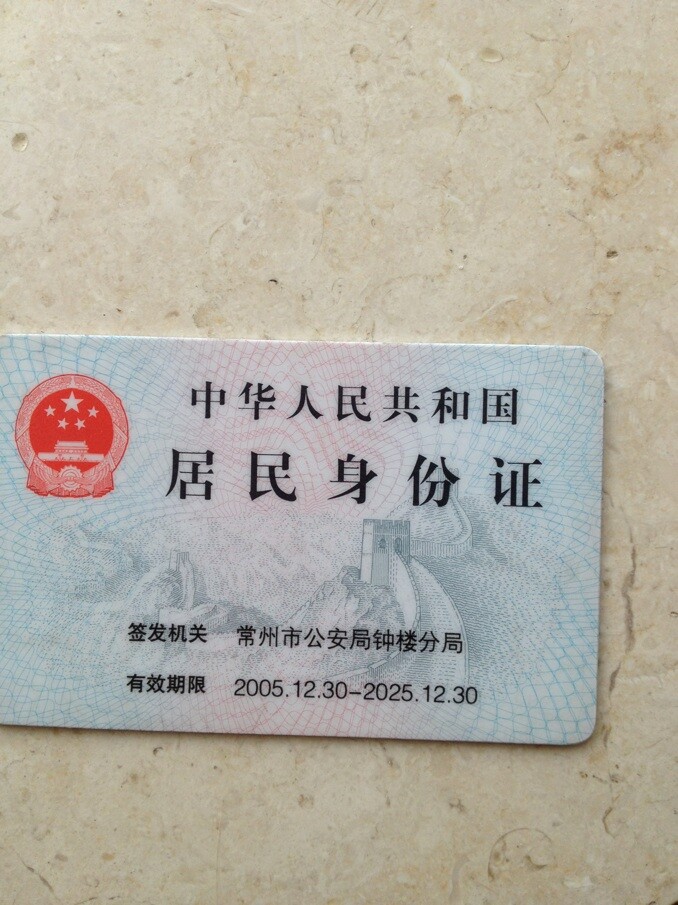 中华人民共和国
居民身份证
签发机关 常州市公安局钟楼分局
有效期限 2005.12.30-2025.12.30